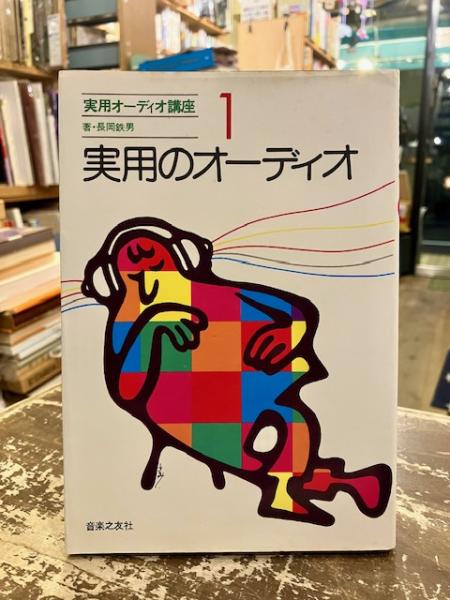 実用オーディオ講座
1
著・長岡鉄男
実用のオーディオ
音楽之友社